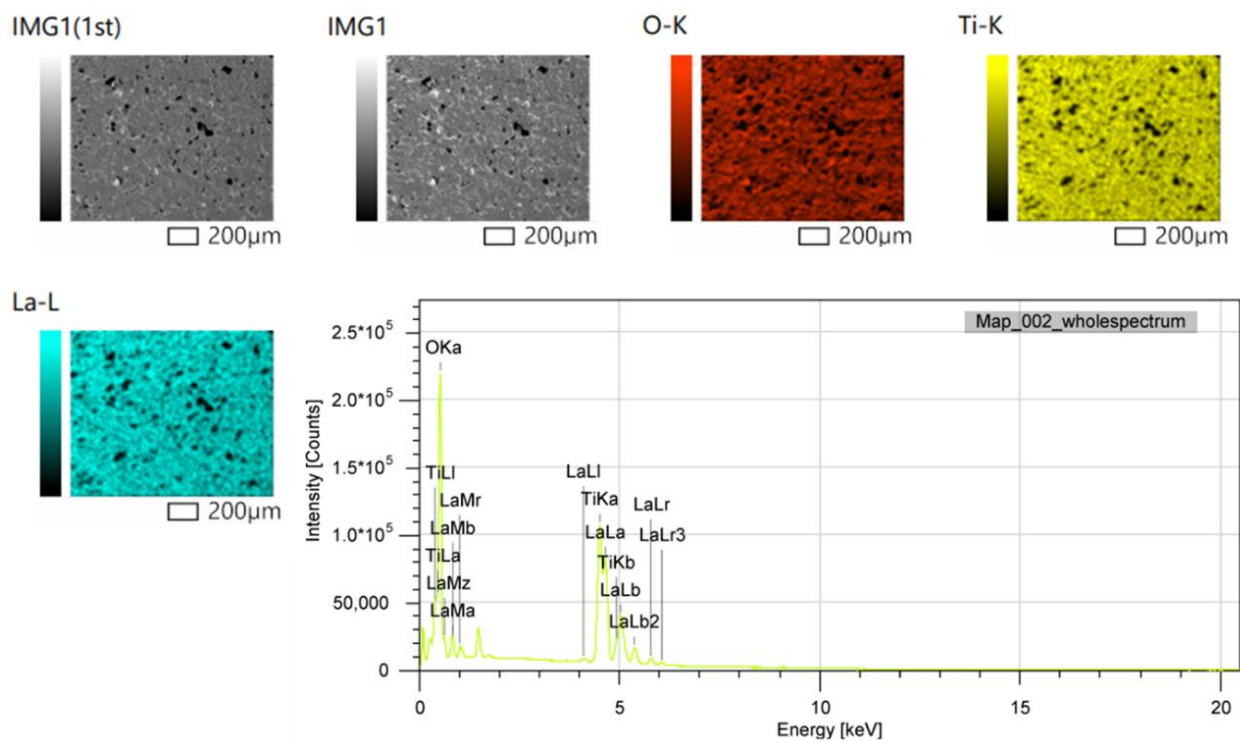 IMG1(1st)
IMG1
O-K
Ti-K
200μm
200μm
200μm
200μm
La-L
200μm
Map_002_wholespectrum
2.5*10⁵
2.0*10⁵
1.5*10⁵
1.0*10⁵
50,000
0
Intensity [Counts]
OKa
TiLl
LaMr
LaMb
TiLa
LaMz
LaMa
LaLl
TiKa
LaLa
TiKb
LaLb
LaLb2
LaLr
LaLr3
0
5
10
15
20
Energy [keV]